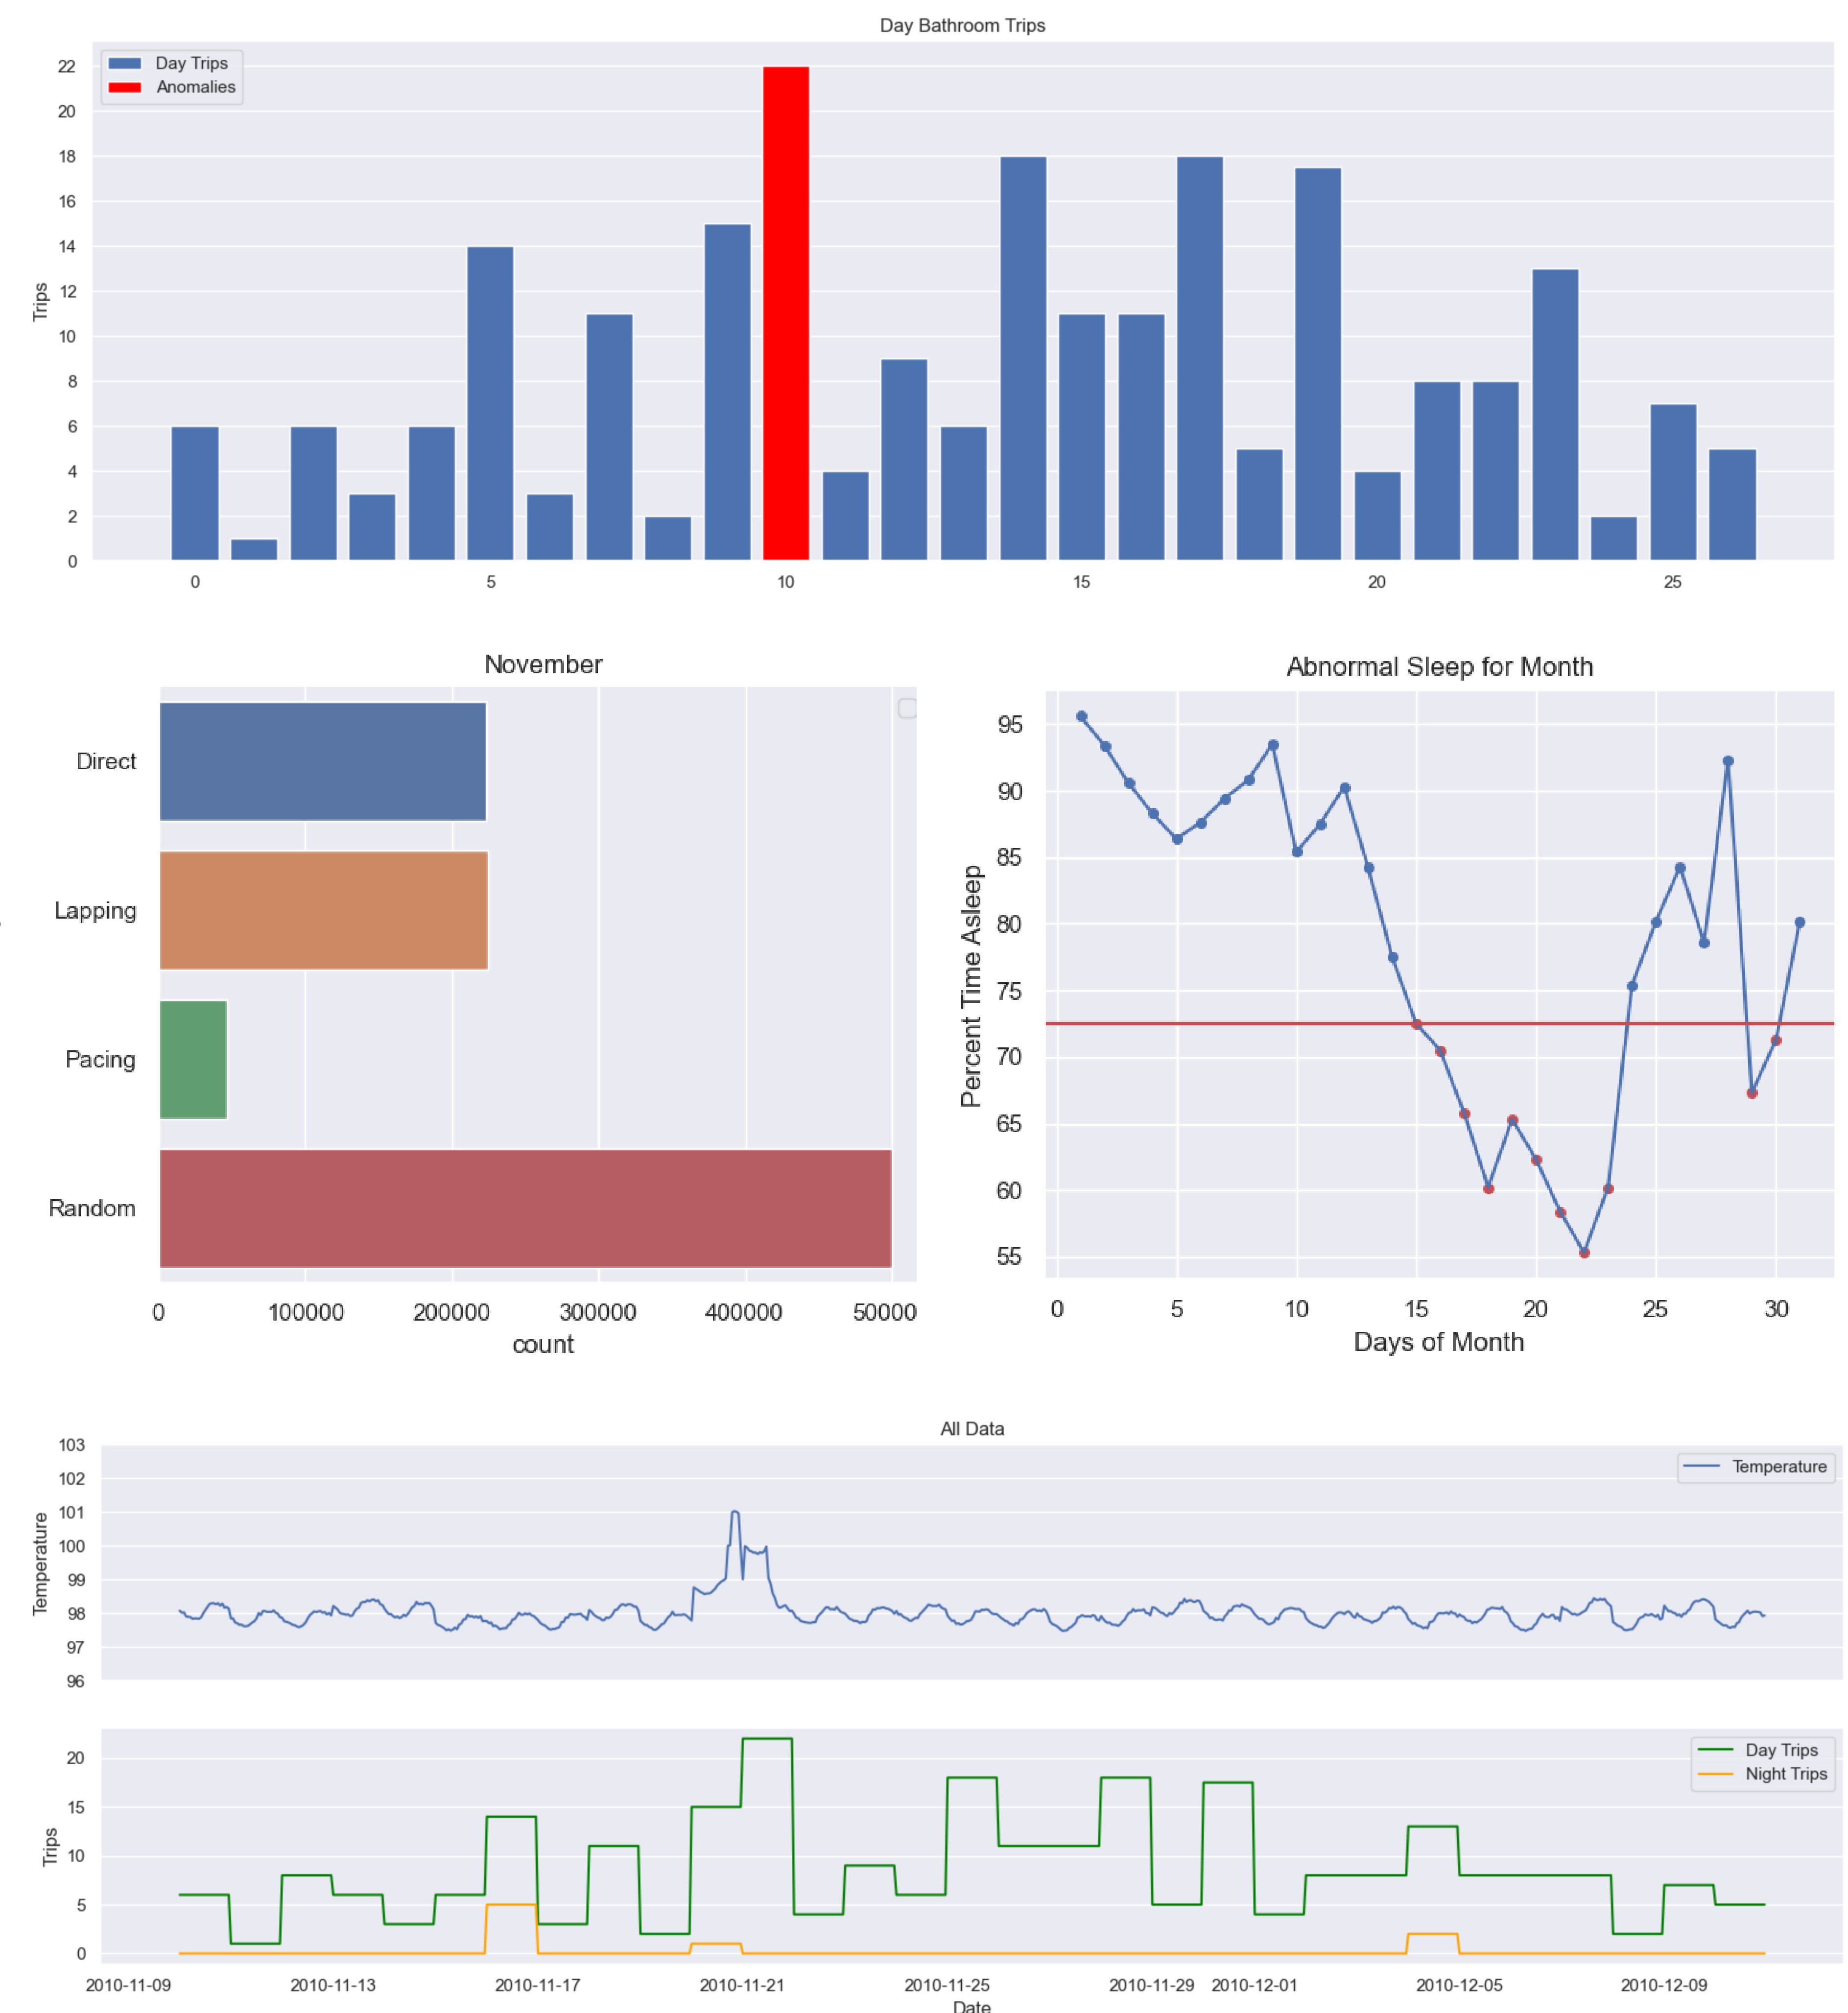 Day Bathroom Trips
Day Trips
Anomalies
Trips
22
20
18
16
14
12
10
8
6
4
2
0
0 5 10 15 20 25
November
Direct
Lapping
Pacing
Random
0 100000 200000 300000 400000 500000
count
Abnormal Sleep for Month
Percent Time Asleep
95
90
85
80
75
70
65
60
55
0 5 10 15 20 25 30
Days of Month
All Data
Temperature
Temperature
103
102
101
100
99
98
97
96
Day Trips
Night Trips
Trips
20
15
10
5
0
2010-11-09 2010-11-13 2010-11-17 2010-11-21 2010-11-25 2010-11-29 2010-12-01 2010-12-05 2010-12-09
Date